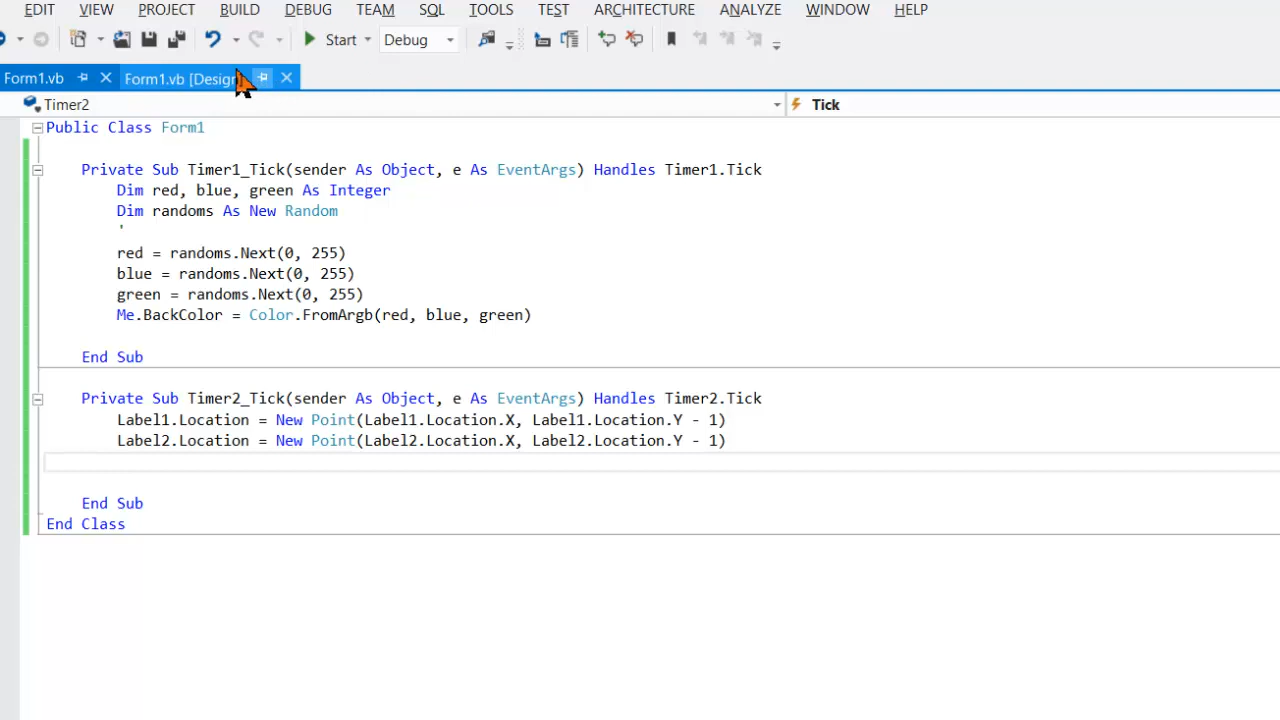 EDIT VIEW PROJECT BUILD DEBUG TEAM SQL TOOLS TEST ARCHITECTURE ANALYZE WINDOW HELP
Start Debug
Form1.vb Form1.vb [Design]
Timer2 Tick
Public Class Form1
Private Sub Timer1_Tick(sender As Object, e As EventArgs) Handles Timer1.Tick
Dim red, blue, green As Integer
Dim randoms As New Random
'
red = randoms.Next(0, 255)
blue = randoms.Next(0, 255)
green = randoms.Next(0, 255)
Me.BackColor = Color.FromArgb(red, blue, green)
End Sub
Private Sub Timer2_Tick(sender As Object, e As EventArgs) Handles Timer2.Tick
Label1.Location = New Point(Label1.Location.X, Label1.Location.Y - 1)
Label2.Location = New Point(Label2.Location.X, Label2.Location.Y - 1)
End Sub
End Class